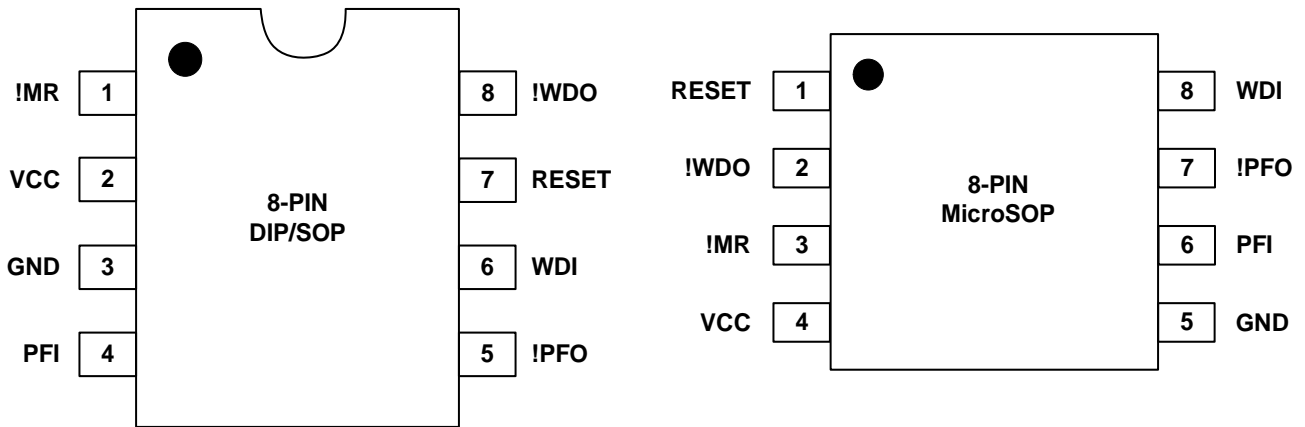 !MR 1
VCC 2
GND 3
PFI 4
8-PIN
DIP/SOP
8 !WDO
7 RESET
6 WDI
5 !PFO
RESET 1
!WDO 2
!MR 3
VCC 4
8-PIN
MicroSOP
8 WDI
7 !PFO
6 PFI
5 GND